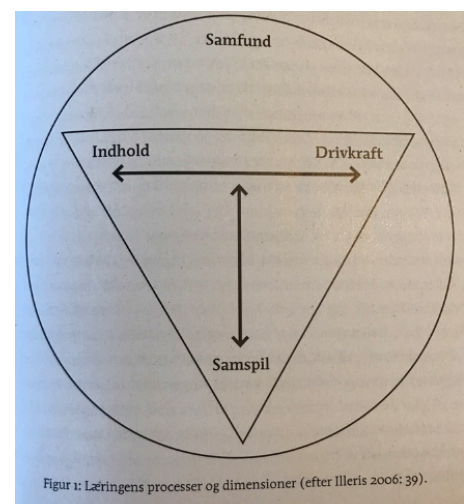 Samfund
Indhold Drivkraft
Samspil
Figur 1: Læringens processer og dimensioner (efter Illeris 2006: 39).